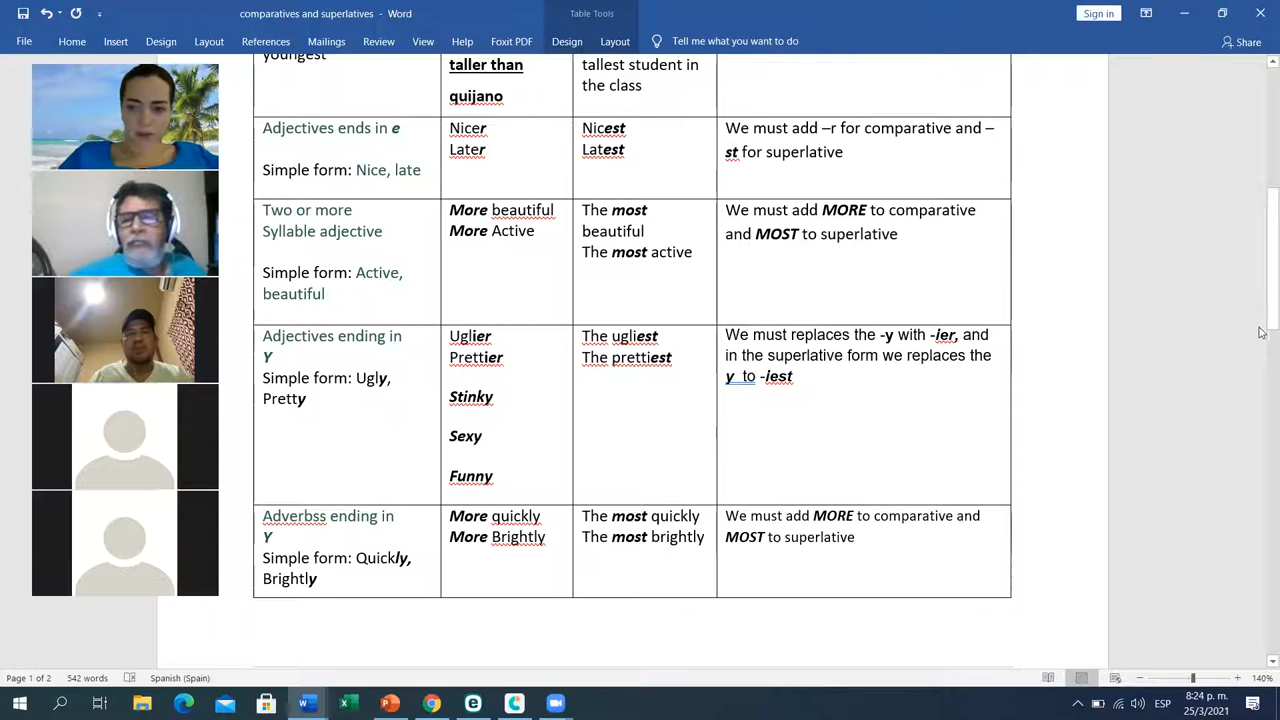 comparatives and superlatives - Word
Table Tools
Sign in
File Home Insert Draw Design Layout References Mailings Review View Help Foxit PDF Design Layout Tell me what you want to do Share
youngest
taller than
quijano
tallest student in
the class
Adjectives ends in e
Simple form: Nice, late
Nicer
Later
Nicest
Latest
We must add –r for comparative and –
st for superlative
Two or more
Syllable adjective
Simple form: Active,
beautiful
More beautiful
More Active
The most
beautiful
The most active
We must add MORE to comparative
and MOST to superlative
Adjectives ending in
Y
Simple form: Ugly,
Pretty
Uglier
Prettier
Stinky
Sexy
Funny
The ugliest
The prettiest
We must replaces the -y with -ier, and
in the superlative form we replaces the
y to -iest
Adverbss ending in
Y
Simple form: Quickly,
Brightly
More quickly
More Brightly
The most quickly
The most brightly
We must add MORE to comparative and
MOST to superlative
Page 1 of 2 542 words Spanish (Spain) 140%
ESP
8:24 p. m.
25/3/2021